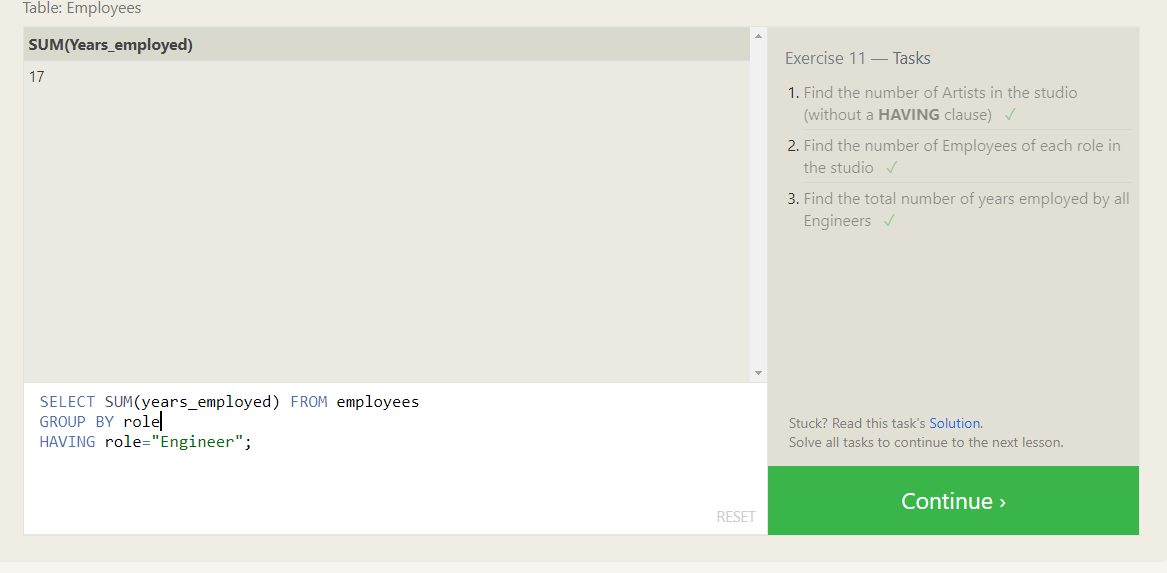 Table: Employees
SUM(Years_employed)
17
SELECT SUM(years_employed) FROM employees
GROUP BY role
HAVING role="Engineer";
RESET
Exercise 11 — Tasks
1. Find the number of Artists in the studio
(without a HAVING clause) ✓
2. Find the number of Employees of each role in
the studio ✓
3. Find the total number of years employed by all
Engineers ✓
Stuck? Read this task's Solution.
Solve all tasks to continue to the next lesson.
Continue ›